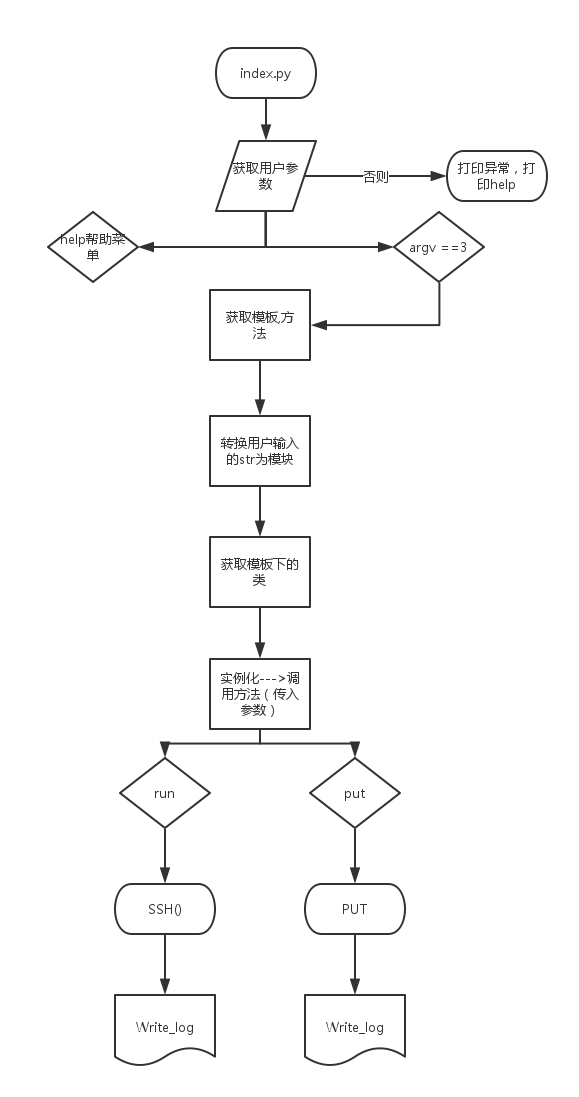 index.py
获取用户参
数
否则
打印异常，打
印help
help帮助菜
单
argv ==3
获取模板,方
法
转换用户输入
的str为模块
获取模板下的
类
实例化--->调
用方法（传入
参数）
run
put
SSH()
PUT
Write_log
Write_log